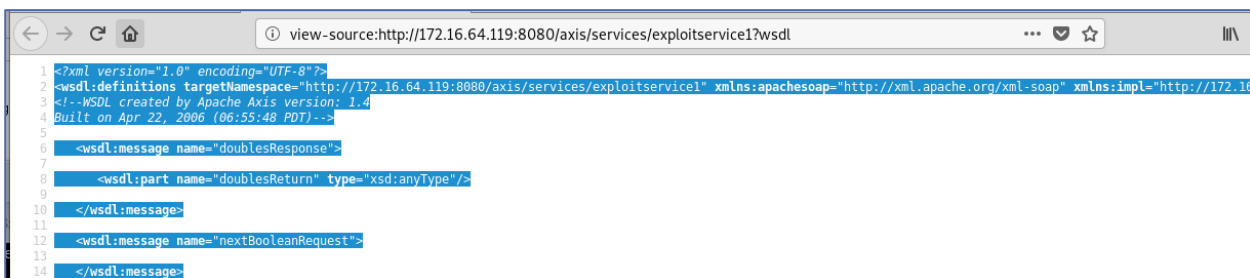 view-source:http://172.16.64.119:8080/axis/services/exploitservice1?wsdl
1 <?xml version="1.0" encoding="UTF-8"?>
2 <wsdl:definitions targetNamespace="http://172.16.64.119:8080/axis/services/exploitservice1" xmlns:apachesoap="http://xml.apache.org/xml-soap" xmlns:impl="http://172.16
3 <!--WSDL created by Apache Axis version: 1.4
4 Built on Apr 22, 2006 (06:55:48 PDT)-->
5
6 <wsdl:message name="doublesResponse">
7
8 <wsdl:part name="doublesReturn" type="xsd:anyType"/>
9
10 </wsdl:message>
11
12 <wsdl:message name="nextBooleanRequest">
13
14 </wsdl:message>